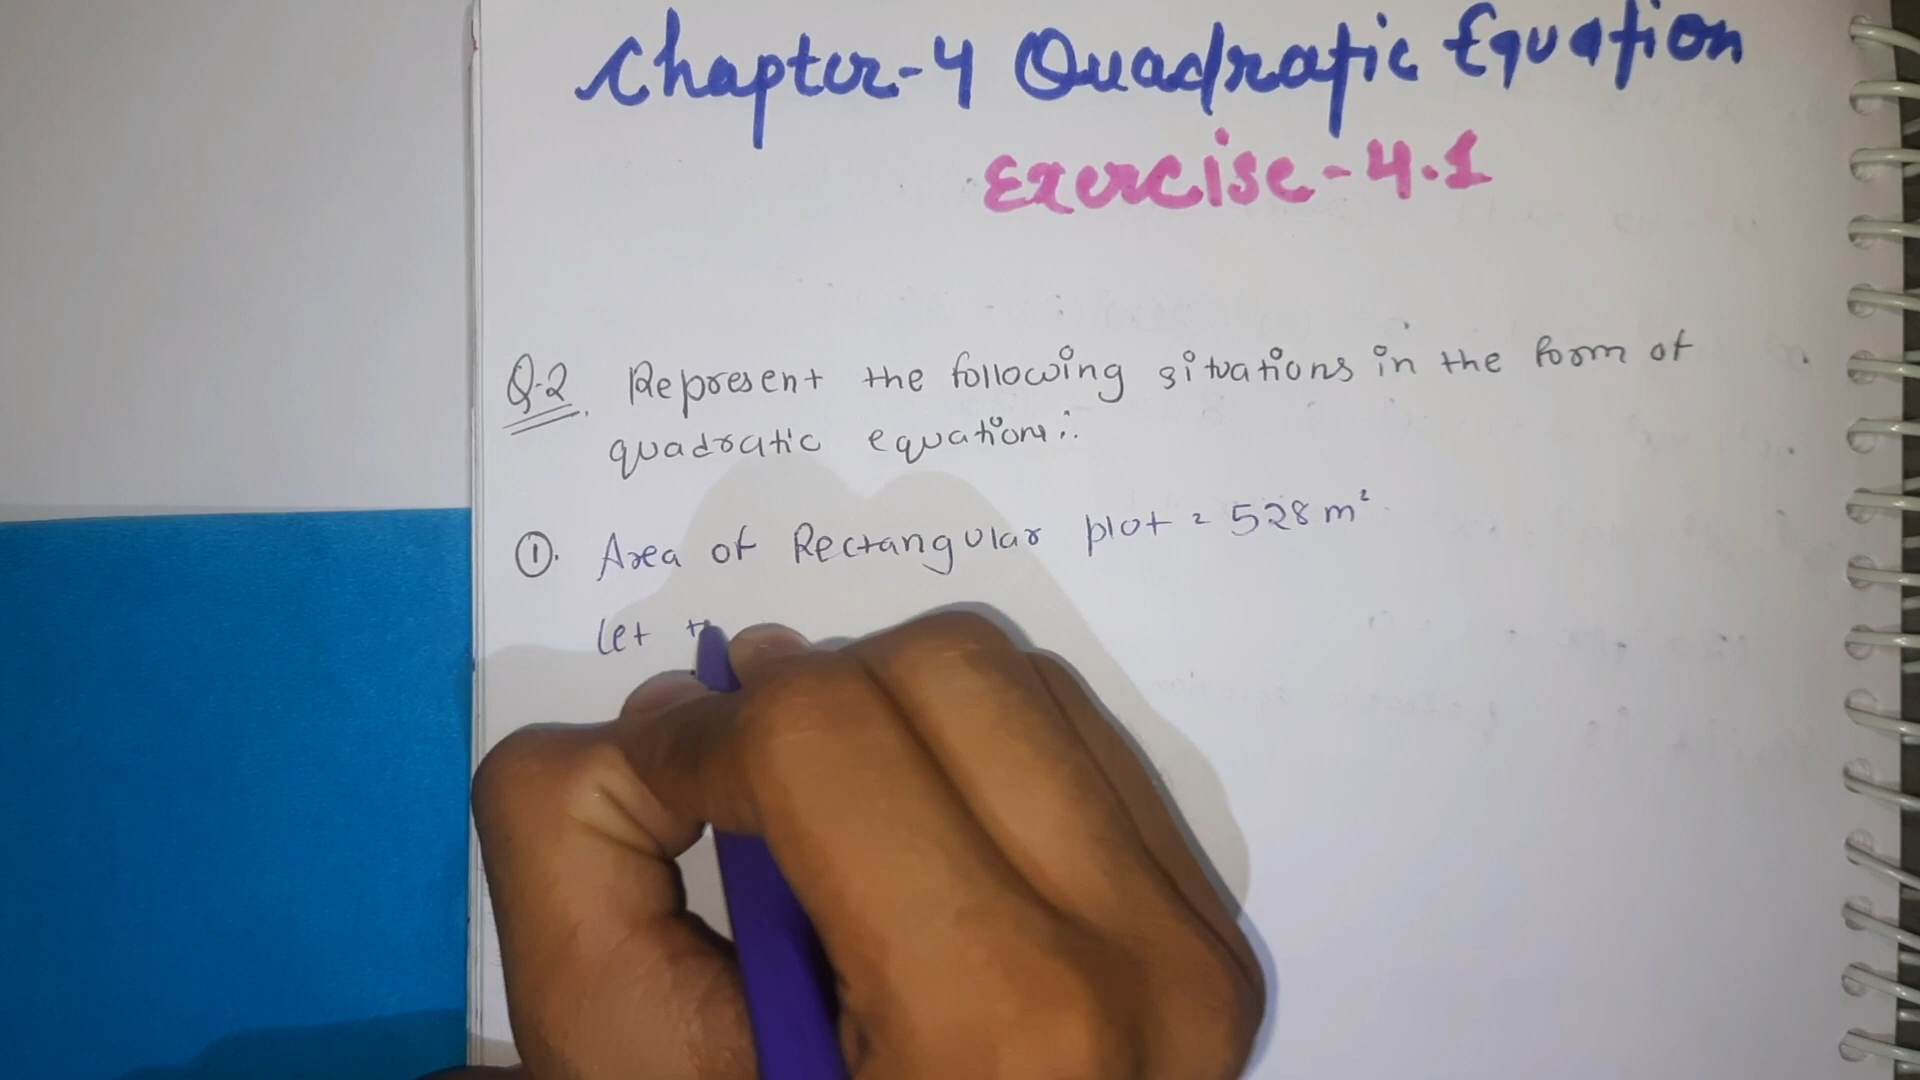 Chapter-4 Quadratic Equation
Exercise-4.1
Q.2. Represent the following situations in the form of
quadratic equations:
①. Area of Rectangular plot = 528 m²
Let